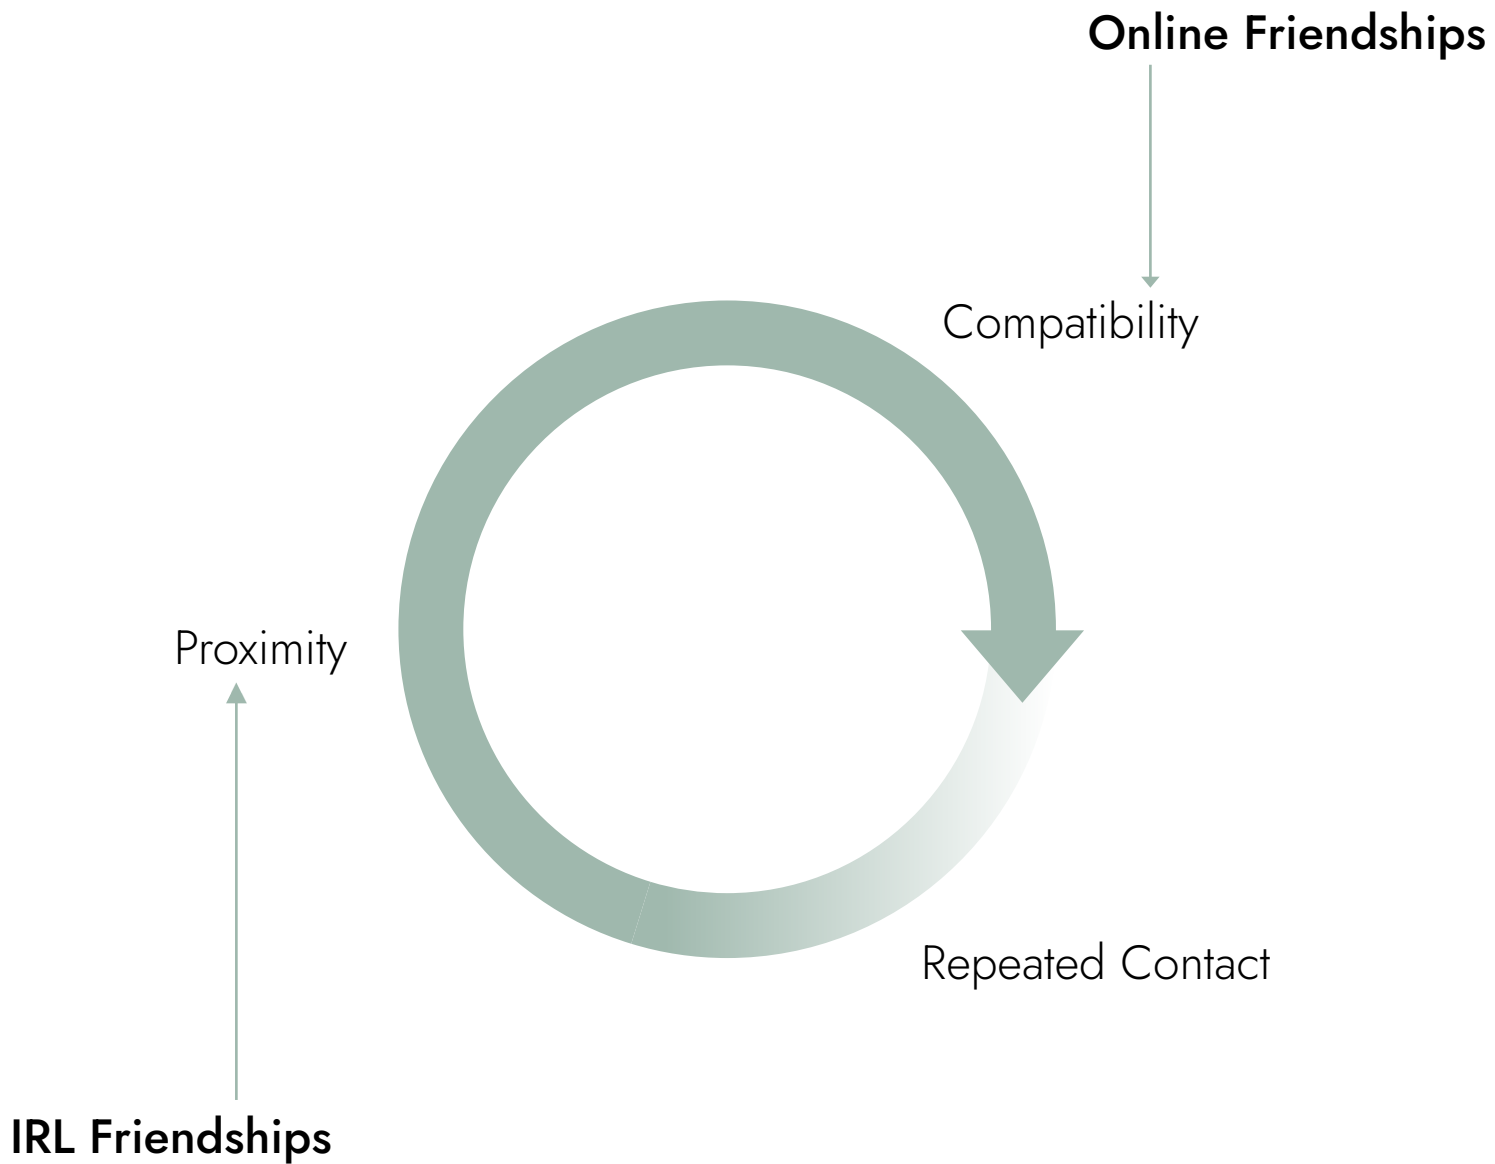 Online Friendships
Compatibility
Proximity
Repeated Contact
IRL Friendships